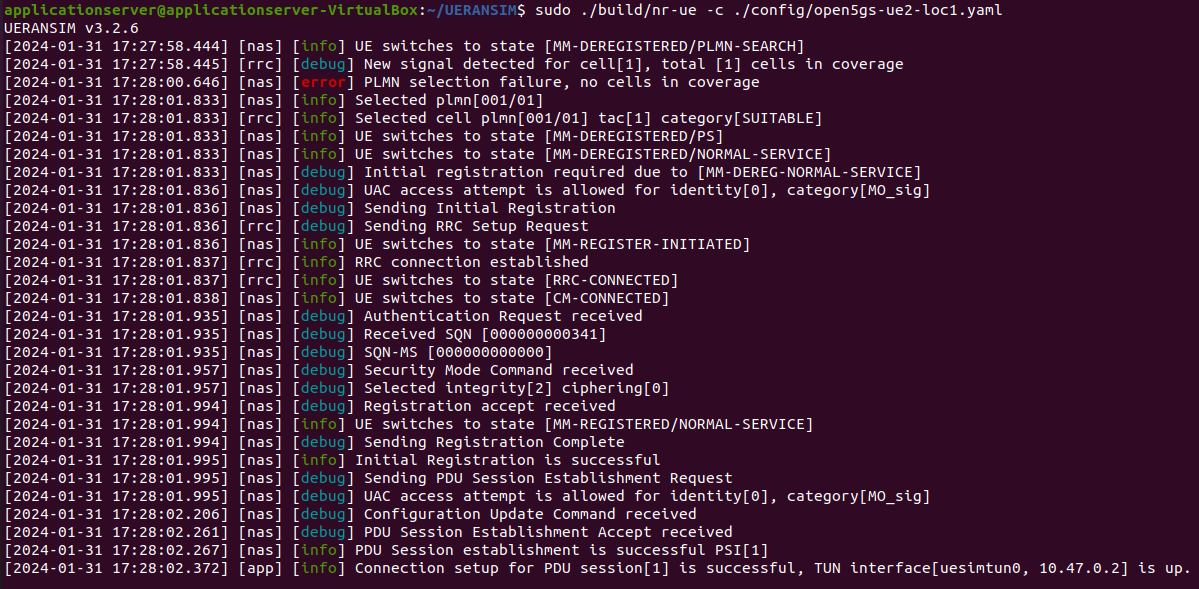 applicationserver@applicationserver-VirtualBox:~/UERANSIM$ sudo ./build/nr-ue -c ./config/open5gs-ue2-loc1.yaml
UERANSIM v3.2.6
[2024-01-31 17:27:58.444] [nas] [info] UE switches to state [MM-DEREGISTERED/PLMN-SEARCH]
[2024-01-31 17:27:58.445] [rrc] [debug] New signal detected for cell[1], total [1] cells in coverage
[2024-01-31 17:28:00.646] [nas] [error] PLMN selection failure, no cells in coverage
[2024-01-31 17:28:01.833] [nas] [info] Selected plmn[001/01]
[2024-01-31 17:28:01.833] [rrc] [info] Selected cell plmn[001/01] tac[1] category[SUITABLE]
[2024-01-31 17:28:01.833] [nas] [info] UE switches to state [MM-DEREGISTERED/PS]
[2024-01-31 17:28:01.833] [nas] [info] UE switches to state [MM-DEREGISTERED/NORMAL-SERVICE]
[2024-01-31 17:28:01.833] [nas] [debug] Initial registration required due to [MM-DEREG-NORMAL-SERVICE]
[2024-01-31 17:28:01.836] [nas] [debug] UAC access attempt is allowed for identity[0], category[MO_sig]
[2024-01-31 17:28:01.836] [nas] [debug] Sending Initial Registration
[2024-01-31 17:28:01.836] [rrc] [debug] Sending RRC Setup Request
[2024-01-31 17:28:01.836] [nas] [info] UE switches to state [MM-REGISTER-INITIATED]
[2024-01-31 17:28:01.837] [rrc] [info] RRC connection established
[2024-01-31 17:28:01.837] [rrc] [info] UE switches to state [RRC-CONNECTED]
[2024-01-31 17:28:01.838] [nas] [info] UE switches to state [CM-CONNECTED]
[2024-01-31 17:28:01.935] [nas] [debug] Authentication Request received
[2024-01-31 17:28:01.935] [nas] [debug] Received SQN [000000000341]
[2024-01-31 17:28:01.935] [nas] [debug] SQN-MS [000000000000]
[2024-01-31 17:28:01.957] [nas] [debug] Security Mode Command received
[2024-01-31 17:28:01.957] [nas] [debug] Selected integrity[2] ciphering[0]
[2024-01-31 17:28:01.994] [nas] [debug] Registration accept received
[2024-01-31 17:28:01.994] [nas] [info] UE switches to state [MM-REGISTERED/NORMAL-SERVICE]
[2024-01-31 17:28:01.994] [nas] [debug] Sending Registration Complete
[2024-01-31 17:28:01.995] [nas] [info] Initial Registration is successful
[2024-01-31 17:28:01.995] [nas] [debug] Sending PDU Session Establishment Request
[2024-01-31 17:28:01.995] [nas] [debug] UAC access attempt is allowed for identity[0], category[MO_sig]
[2024-01-31 17:28:02.206] [nas] [debug] Configuration Update Command received
[2024-01-31 17:28:02.261] [nas] [debug] PDU Session Establishment Accept received
[2024-01-31 17:28:02.267] [nas] [info] PDU Session establishment is successful PSI[1]
[2024-01-31 17:28:02.372] [app] [info] Connection setup for PDU session[1] is successful, TUN interface[uesimtun0, 10.47.0.2] is up.